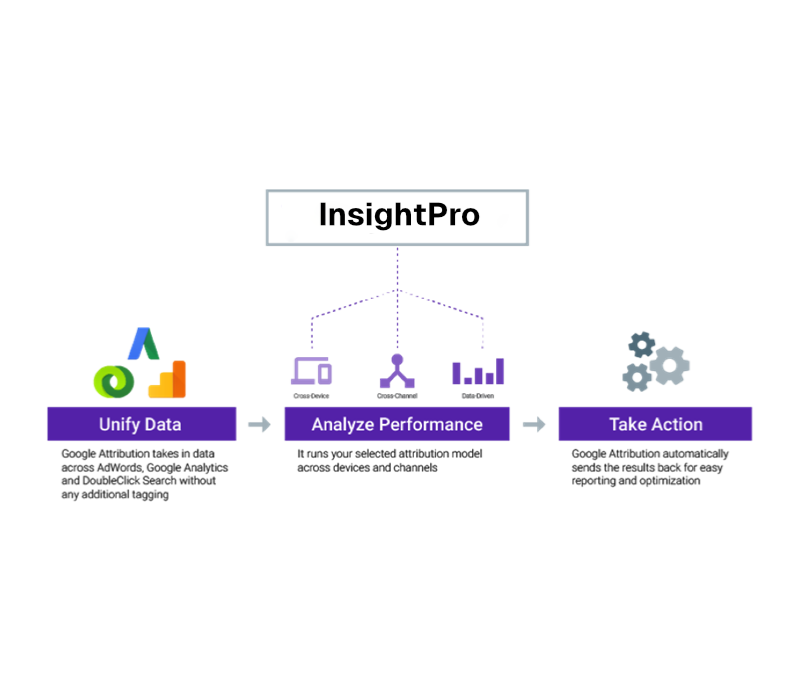 InsightPro
Cross-Device
Cross-Channel
Data-Driven
Unify Data
Analyze Performance
Take Action
Google Attribution takes in data
across AdWords, Google Analytics
and DoubleClick Search without
any additional tagging
It runs your selected attribution model
across devices and channels
Google Attribution automatically
sends the results back for easy
reporting and optimization